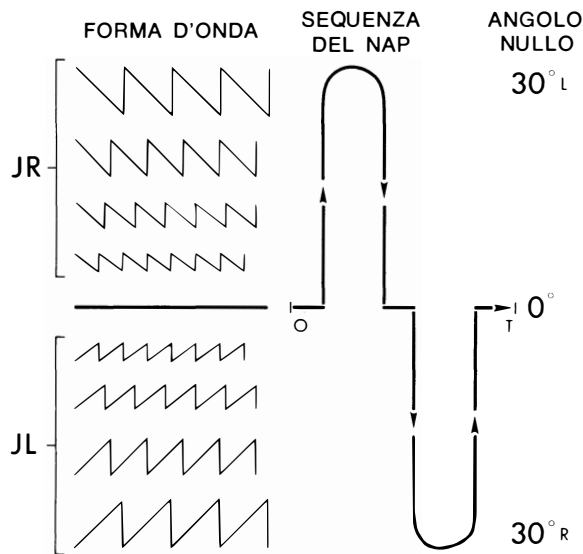 FORMA D'ONDA
SEQUENZA
DEL NAP
ANGOLO
NULLO
30° L
JR
0°
O
T
JL
30° R